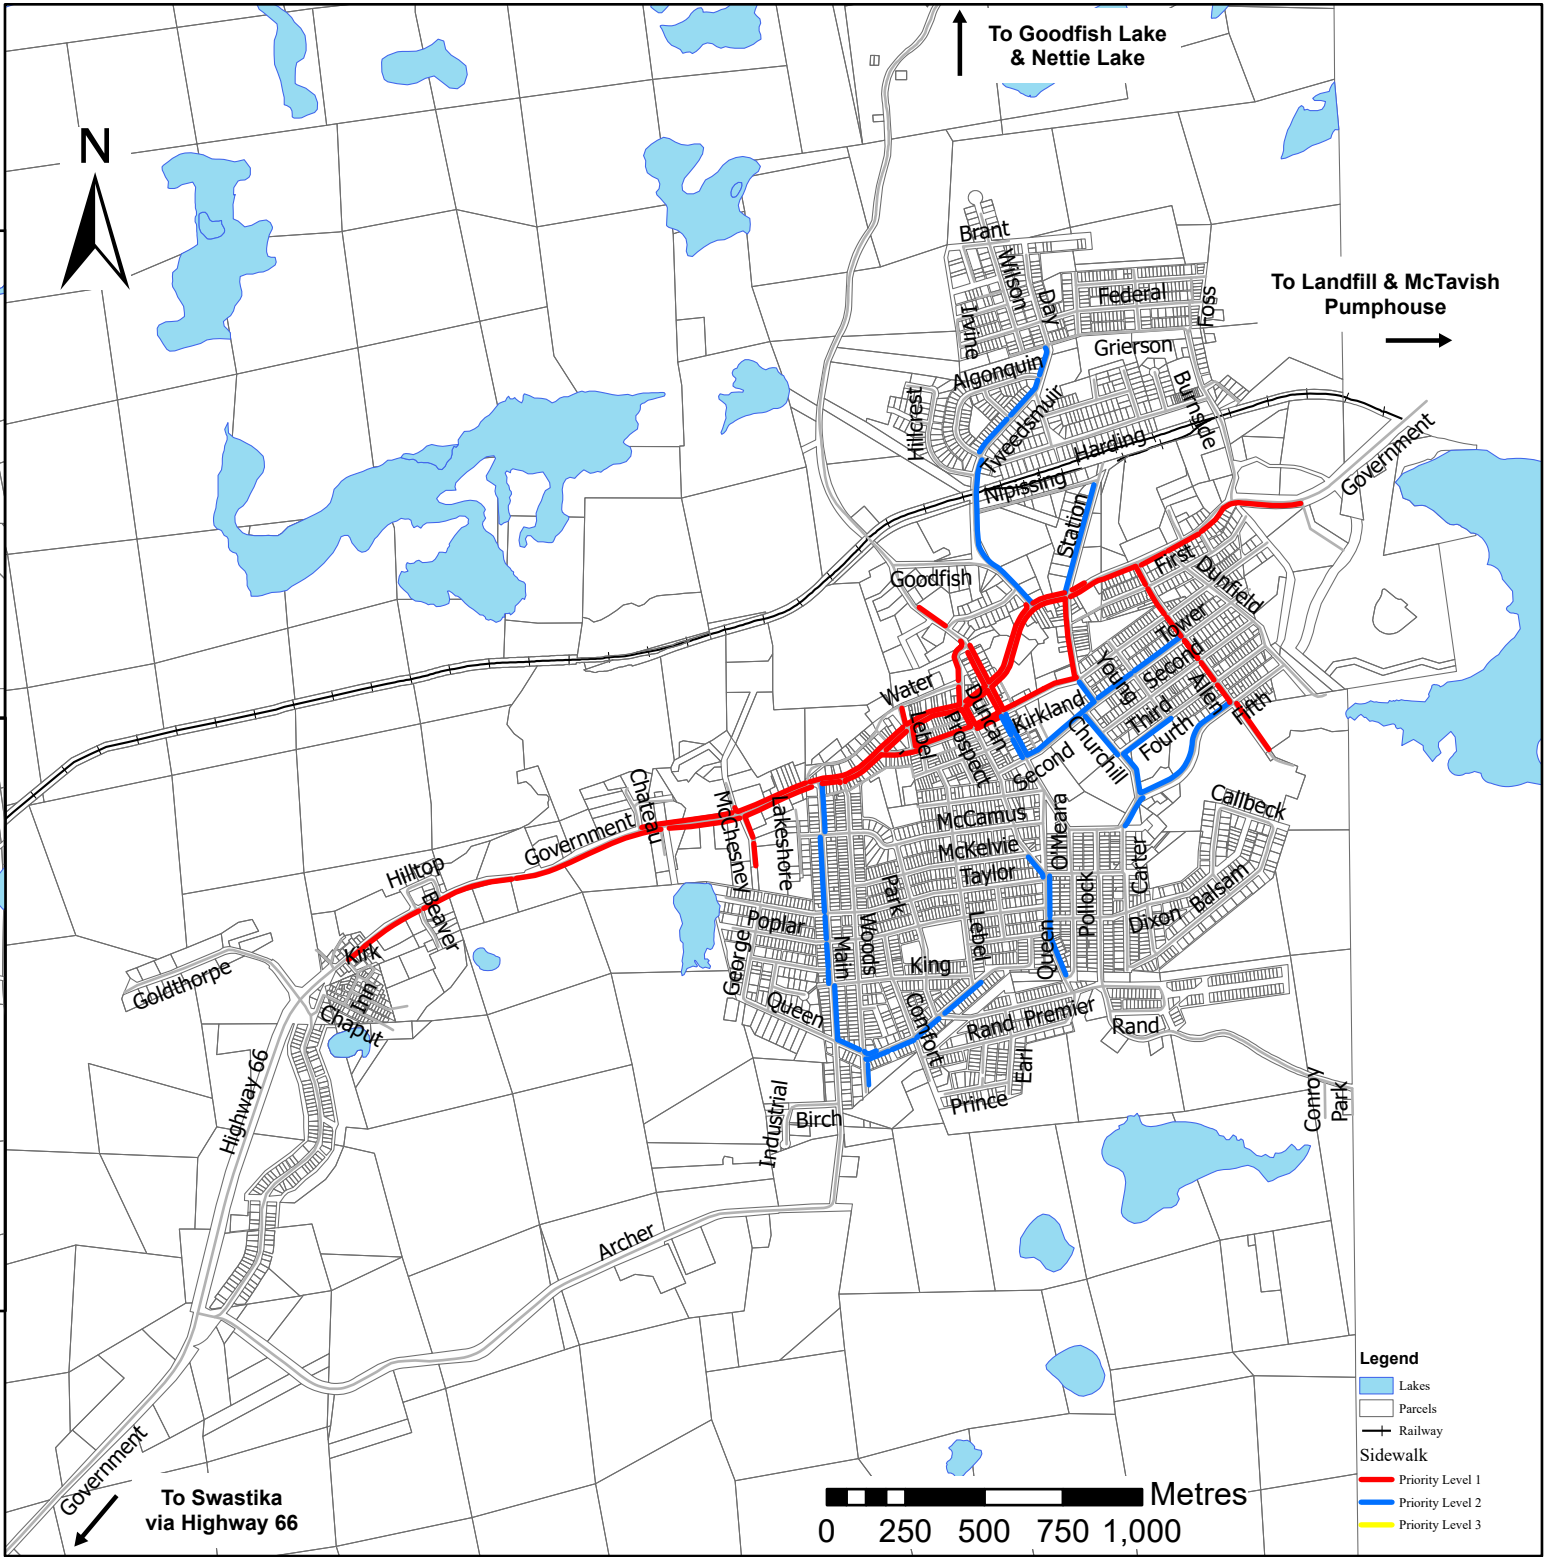 To Goodfish Lake
& Nettie Lake
N
To Landfill & McTavish
Pumphouse
Brant
Wilson
Day
Federal
Foss
Irvine
Grierson
Algonquin
Hillcrest
Tweedsmuir
Burnside
Harding
Nipissing
Government
Station
First
Goodfish
Dunfield
Tower
Second
Young
Allen
Water
Duncan
Kirkland
Third
Fifth
Lebel
Prospect
Churchill
Fourth
Second
Chateau
McChesney
Lakeshore
Government
McCamus
O'Meara
Callbeck
McKelvie
Taylor
Carter
Hilltop
Beaver
Park
Pollock
Balsam
Dixon
Poplar
Woods
Lebel
Queen
Main
George
Kirk
King
Goldthorpe
Inn
Chaput
Queen
Comfort
Rand
Premier
Rand
Earl
Highway 66
Prince
Industrial
Birch
Conroy
Park
Archer
Government
To Swastika
via Highway 66
Metres
0 250 500 750 1,000
Legend
Lakes
Parcels
Railway
Sidewalk
Priority Level 1
Priority Level 2
Priority Level 3